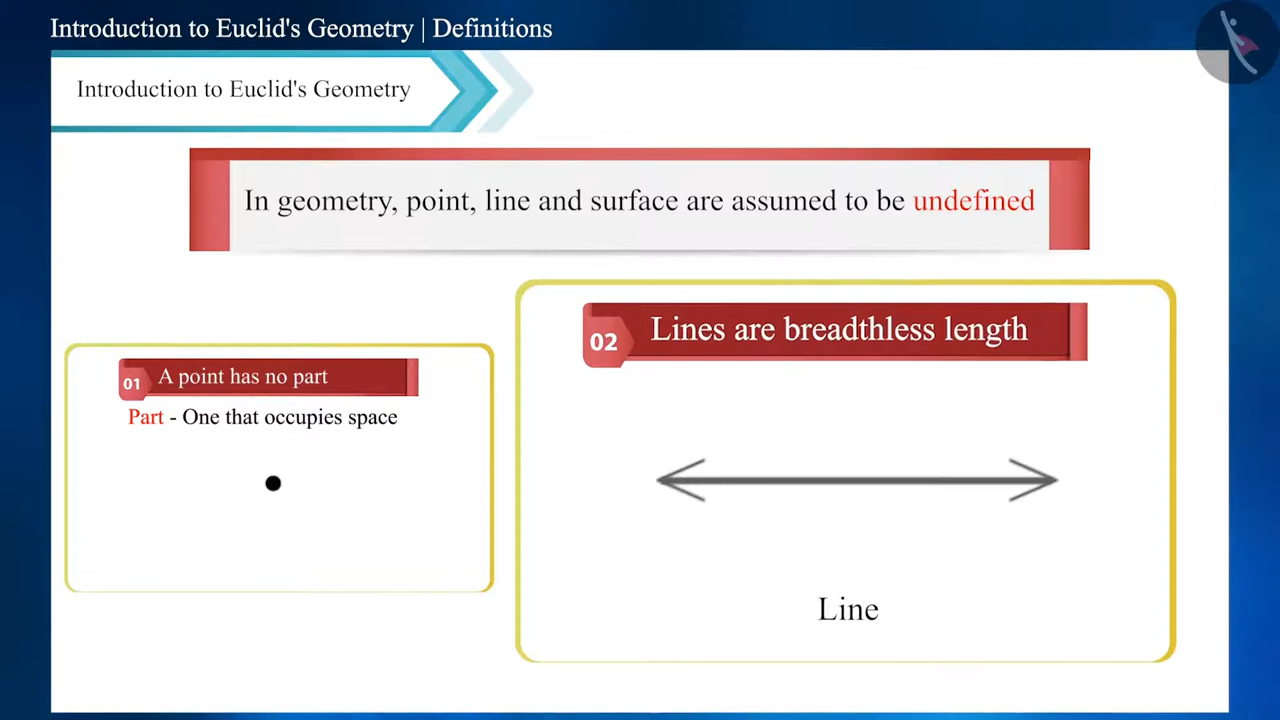 Introduction to Euclid's Geometry | Definitions
Introduction to Euclid's Geometry
In geometry, point, line and surface are assumed to be undefined
01 A point has no part
Part - One that occupies space
02 Lines are breadthless length
Line